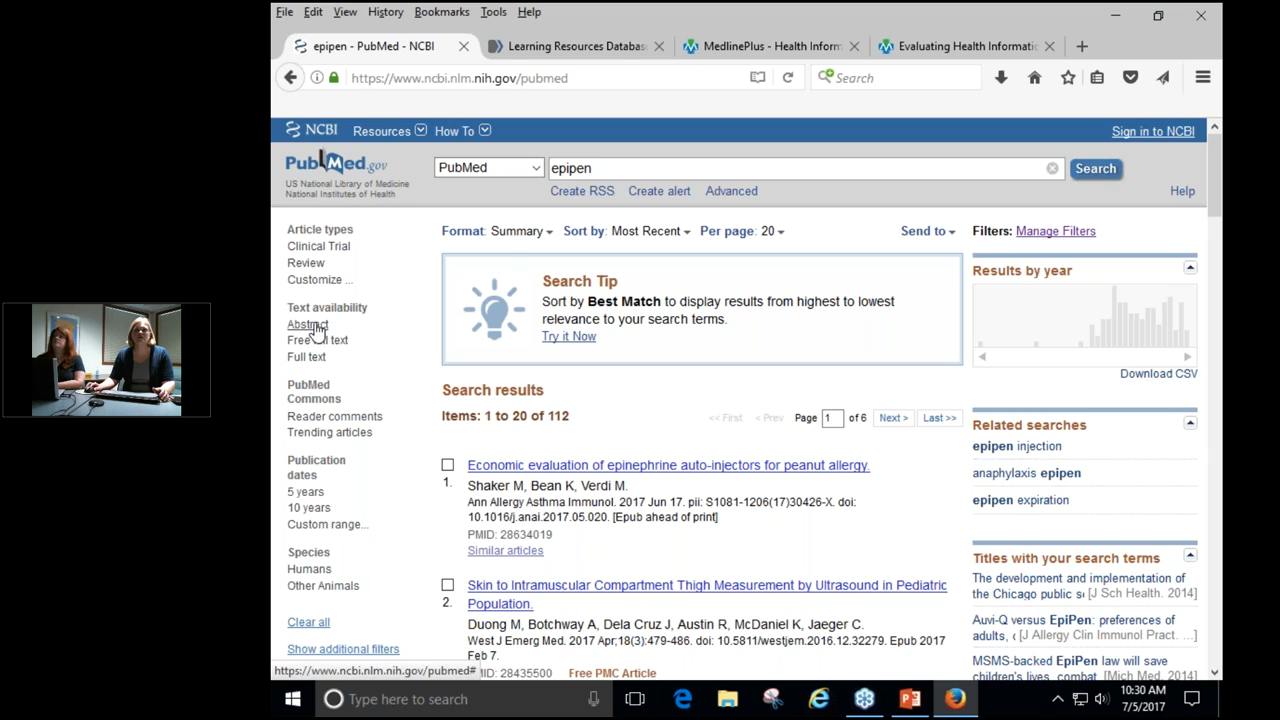 File Edit View History Bookmarks Tools Help
epipen - PubMed - NCBI
Learning Resources Databas
MedlinePlus - Health Inform
Evaluating Health Informatio
https://www.ncbi.nlm.nih.gov/pubmed
Search
NCBI Resources How To
Sign in to NCBI
PubMed.gov
US National Library of Medicine
National Institutes of Health
PubMed
epipen
Search
Create RSS Create alert Advanced
Help
Article types
Clinical Trial
Review
Customize ...
Text availability
Abstract
Free full text
Full text
PubMed
Commons
Reader comments
Trending articles
Publication
dates
5 years
10 years
Custom range...
Species
Humans
Other Animals
Clear all
Show additional filters
https://www.ncbi.nlm.nih.gov/pubmed#
Format: Summary Sort by: Most Recent Per page: 20
Send to
Search Tip
Sort by Best Match to display results from highest to lowest
relevance to your search terms.
Try it Now
Search results
Items: 1 to 20 of 112
<< First < Prev Page 1 of 6 Next > Last >>
Economic evaluation of epinephrine auto-injectors for peanut allergy.
1.
Shaker M, Bean K, Verdi M.
Ann Allergy Asthma Immunol. 2017 Jun 17. pii: S1081-1206(17)30426-X. doi:
10.1016/j.anai.2017.05.020. [Epub ahead of print]
PMID: 28634019
Similar articles
Skin to Intramuscular Compartment Thigh Measurement by Ultrasound in Pediatric
Population.
2.
Duong M, Botchway A, Dela Cruz J, Austin R, McDaniel K, Jaeger C.
West J Emerg Med. 2017 Apr;18(3):479-486. doi: 10.5811/westjem.2016.12.32279. Epub 2017
Feb 7.
MID: 28435500 Free PMC Article
Filters: Manage Filters
Results by year
Download CSV
Related searches
epipen injection
anaphylaxis epipen
epipen expiration
Titles with your search terms
The development and implementation of
the Chicago public sc [J Sch Health. 2014]
Auvi-Q versus EpiPen: preferences of
adults, c [J Allergy Clin Immunol Pract. ...]
MSMS-backed EpiPen law will save
children's lives, combat [Mich Med. 2014]
Type here to search
10:30 AM
7/5/2017